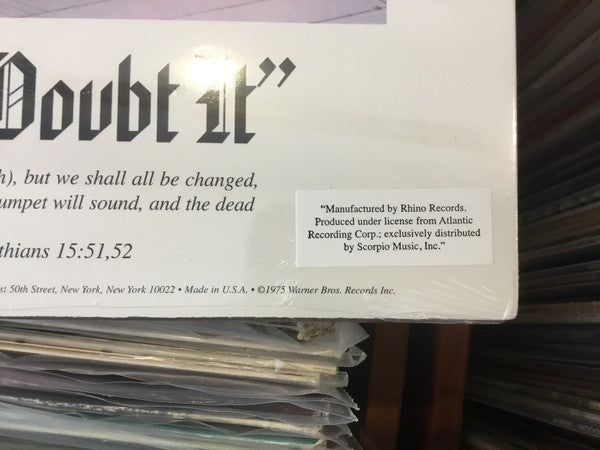 Doubt It”
h), but we shall all be changed,
umpet will sound, and the dead
thians 15:51,52
"Manufactured by Rhino Records.
Produced under license from Atlantic
Recording Corp.; exclusively distributed
by Scorpio Music, Inc."
st 50th Street, New York, New York 10022 • Made in U.S.A. • ©1975 Warner Bros. Records Inc.